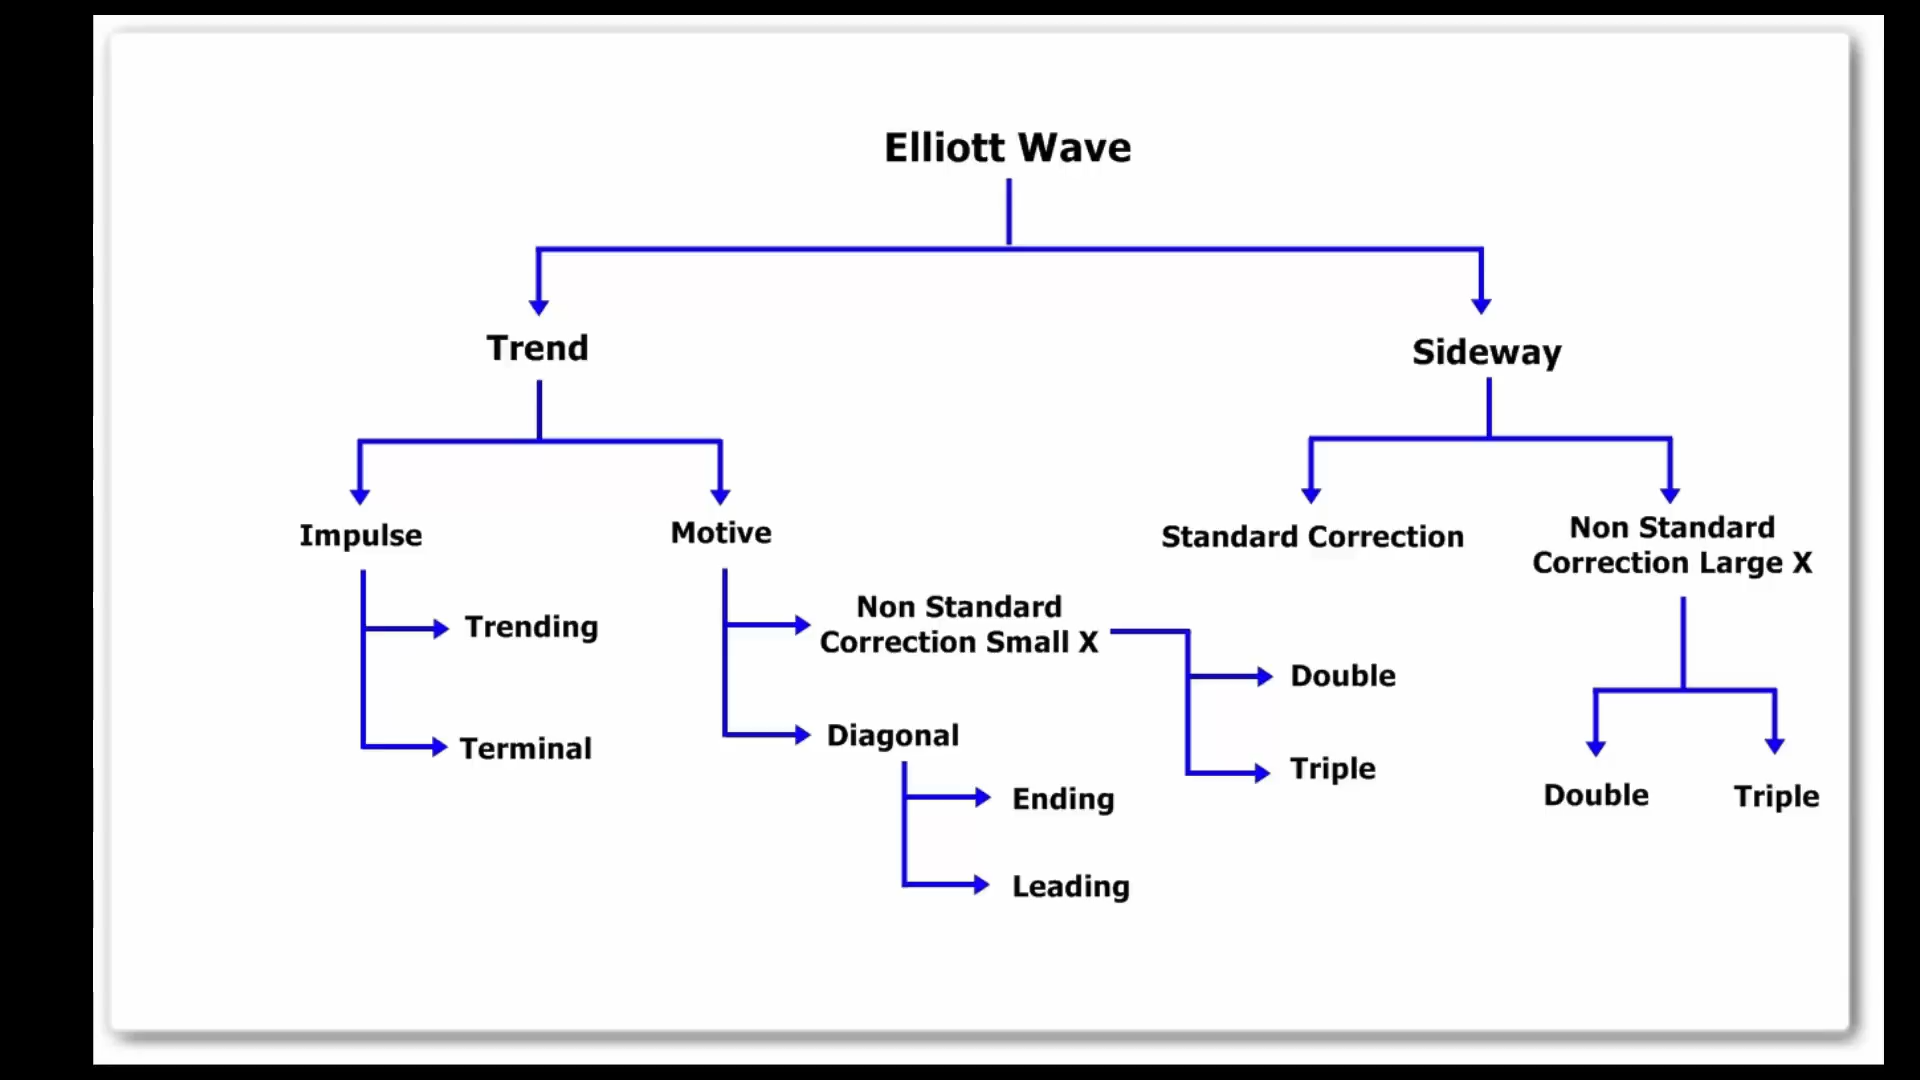 Elliott Wave
Trend
Sideway
Impulse
Motive
Standard Correction
Non Standard
Correction Large X
Trending
Terminal
Non Standard
Correction Small X
Double
Triple
Diagonal
Ending
Leading
Double
Triple